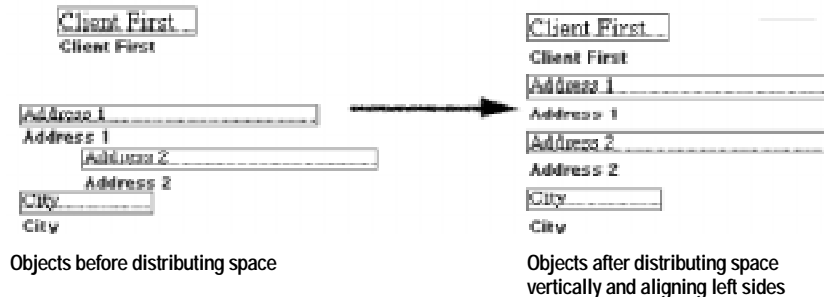 Client First
Client First
Address 1
Address 1
Address 2
Address 2
City
City
Objects before distributing space
Client First
Client First
Address 1
Address 1
Address 2
Address 2
City
City
Objects after distributing space
vertically and aligning left sides